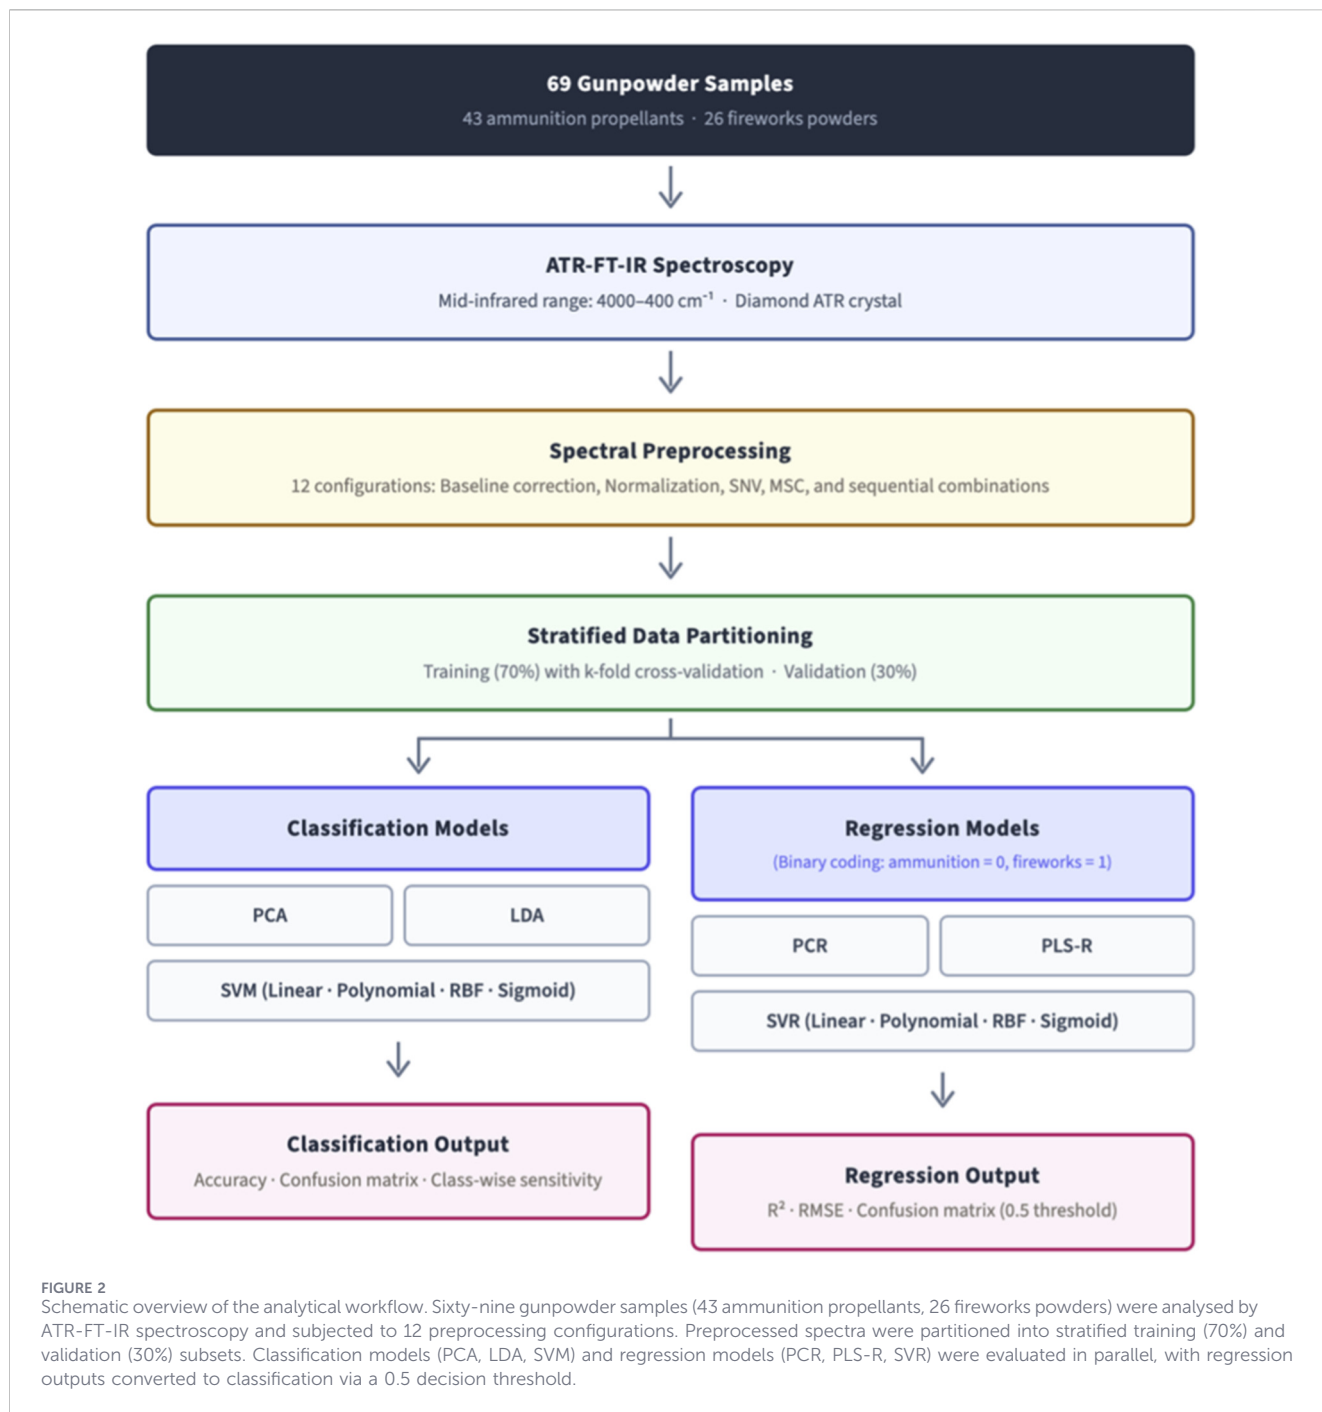 69 Gunpowder Samples
43 ammunition propellants · 26 fireworks powders
ATR-FT-IR Spectroscopy
Mid-infrared range: 4000–400 cm⁻¹ · Diamond ATR crystal
Spectral Preprocessing
12 configurations: Baseline correction, Normalization, SNV, MSC, and sequential combinations
Stratified Data Partitioning
Training (70%) with k-fold cross-validation · Validation (30%)
Classification Models
PCA
LDA
SVM (Linear · Polynomial · RBF · Sigmoid)
Classification Output
Accuracy · Confusion matrix · Class-wise sensitivity
Regression Models
(Binary coding: ammunition = 0, fireworks = 1)
PCR
PLS-R
SVR (Linear · Polynomial · RBF · Sigmoid)
Regression Output
R² · RMSE · Confusion matrix (0.5 threshold)
FIGURE 2
Schematic overview of the analytical workflow. Sixty-nine gunpowder samples (43 ammunition propellants, 26 fireworks powders) were analysed by
ATR-FT-IR spectroscopy and subjected to 12 preprocessing configurations. Preprocessed spectra were partitioned into stratified training (70%) and
validation (30%) subsets. Classification models (PCA, LDA, SVM) and regression models (PCR, PLS-R, SVR) were evaluated in parallel, with regression
outputs converted to classification via a 0.5 decision threshold.